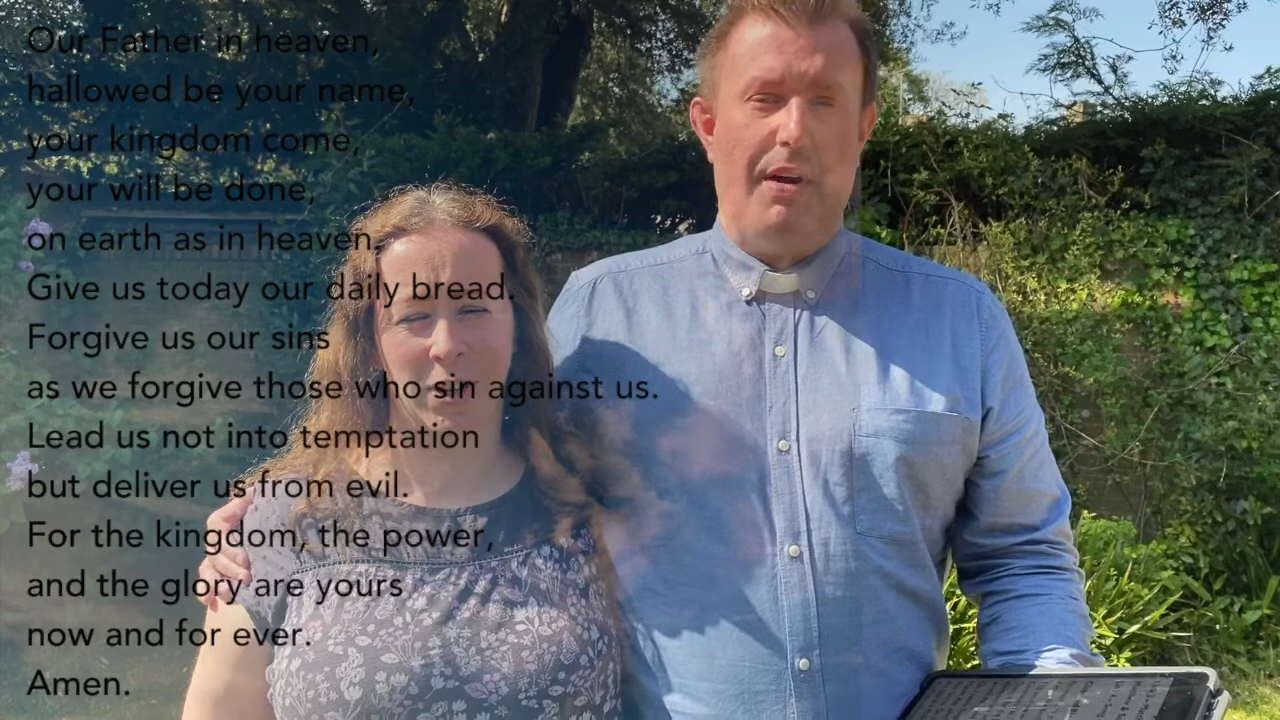 Our Father in heaven,
hallowed be your name,
your kingdom come,
your will be done,
on earth as in heaven.
Give us today our daily bread.
Forgive us our sins
as we forgive those who sin against us.
Lead us not into temptation
but deliver us from evil.
For the kingdom, the power,
and the glory are yours
now and for ever.
Amen.